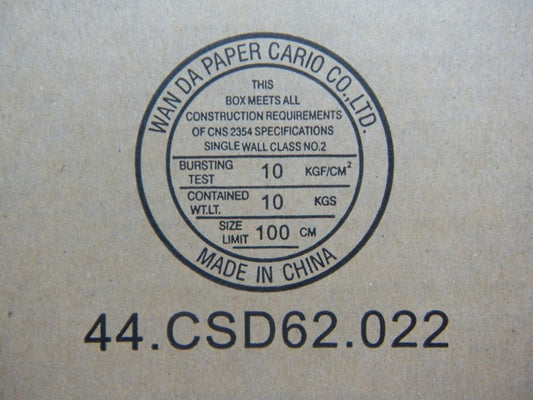 WAN DA PAPER CARIO CO.,LTD.
THIS
BOX MEETS ALL
CONSTRUCTION REQUIREMENTS
OF CNS 2354 SPECIFICATIONS
SINGLE WALL CLASS NO.2
BURSTING TEST 10 KGF/CM²
CONTAINED WT.LT. 10 KGS
SIZE LIMIT 100 CM
MADE IN CHINA
44.CSD62.022